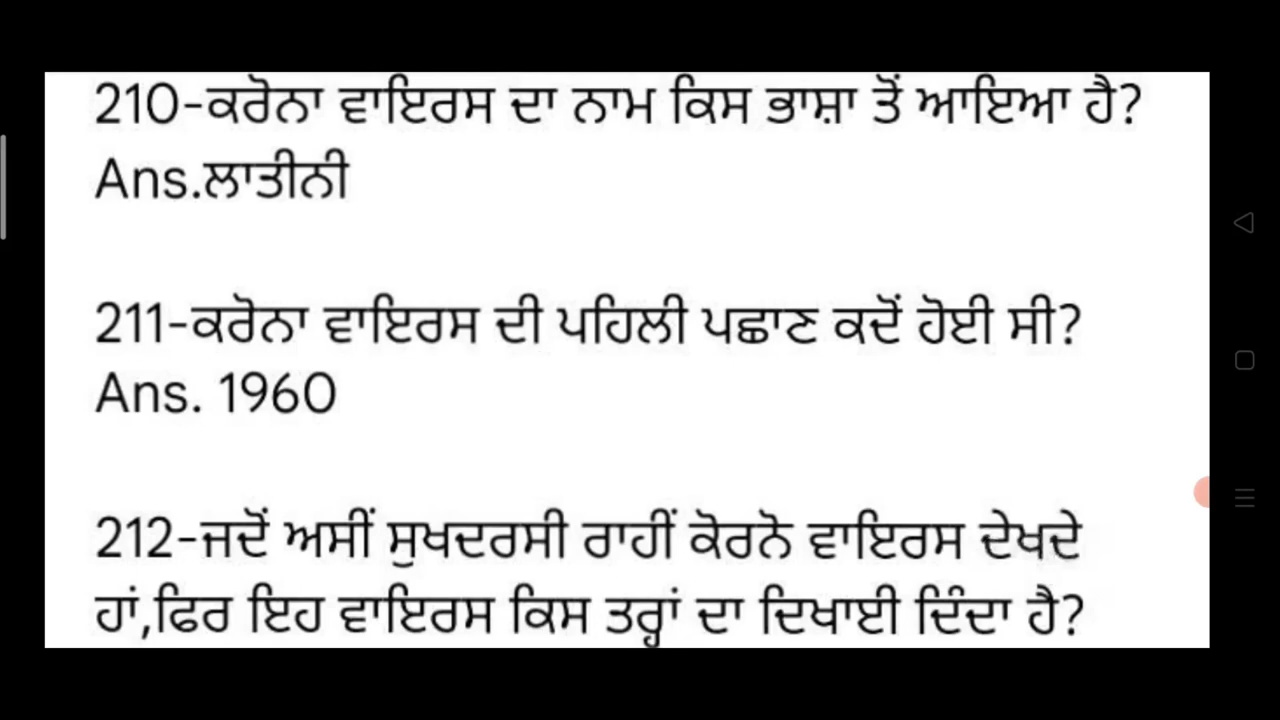 210-ਕਰੋਨਾ ਵਾਇਰਸ ਦਾ ਨਾਮ ਕਿਸ ਭਾਸ਼ਾ ਤੋਂ ਆਇਆ ਹੈ?
Ans.ਲਾਤੀਨੀ
211-ਕਰੋਨਾ ਵਾਇਰਸ ਦੀ ਪਹਿਲੀ ਪਛਾਣ ਕਦੋਂ ਹੋਈ ਸੀ?
Ans. 1960
212-ਜਦੋਂ ਅਸੀਂ ਸੁਖਦਰਸੀ ਰਾਹੀਂ ਕੋਰਨੋ ਵਾਇਰਸ ਦੇਖਦੇ
ਹਾਂ,ਫਿਰ ਇਹ ਵਾਇਰਸ ਕਿਸ ਤਰ੍ਹਾਂ ਦਾ ਦਿਖਾਈ ਦਿੰਦਾ ਹੈ?